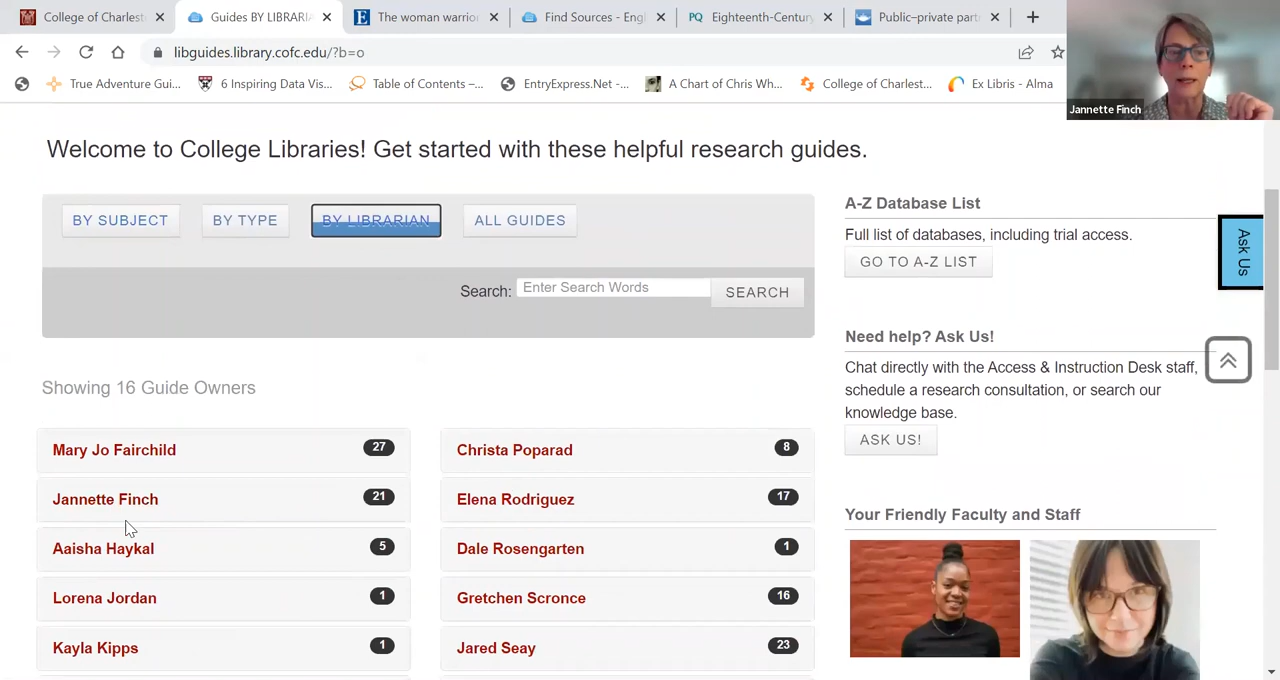 College of Charlest
Guides BY LIBRARIA
The woman warrio
Find Sources - Eng
Eighteenth-Centur
Public–private part
libguides.library.cofc.edu/?b=o
True Adventure Gui...
6 Inspiring Data Vis...
Table of Contents –...
EntryExpress.Net -...
A Chart of Chris Wh...
College of Charlest...
Ex Libris - Alma
Jannette Finch
Welcome to College Libraries! Get started with these helpful research guides.
BY SUBJECT
BY TYPE
BY LIBRARIAN
ALL GUIDES
Search: Enter Search Words
SEARCH
Showing 16 Guide Owners
Mary Jo Fairchild 27
Jannette Finch 21
Aaisha Haykal 5
Lorena Jordan 1
Kayla Kipps 1
Christa Poparad 8
Elena Rodriguez 17
Dale Rosengarten 1
Gretchen Scronce 16
Jared Seay 23
A-Z Database List
Full list of databases, including trial access.
GO TO A-Z LIST
Need help? Ask Us!
Chat directly with the Access & Instruction Desk staff,
schedule a research consultation, or search our
knowledge base.
ASK US!
Your Friendly Faculty and Staff
Ask Us